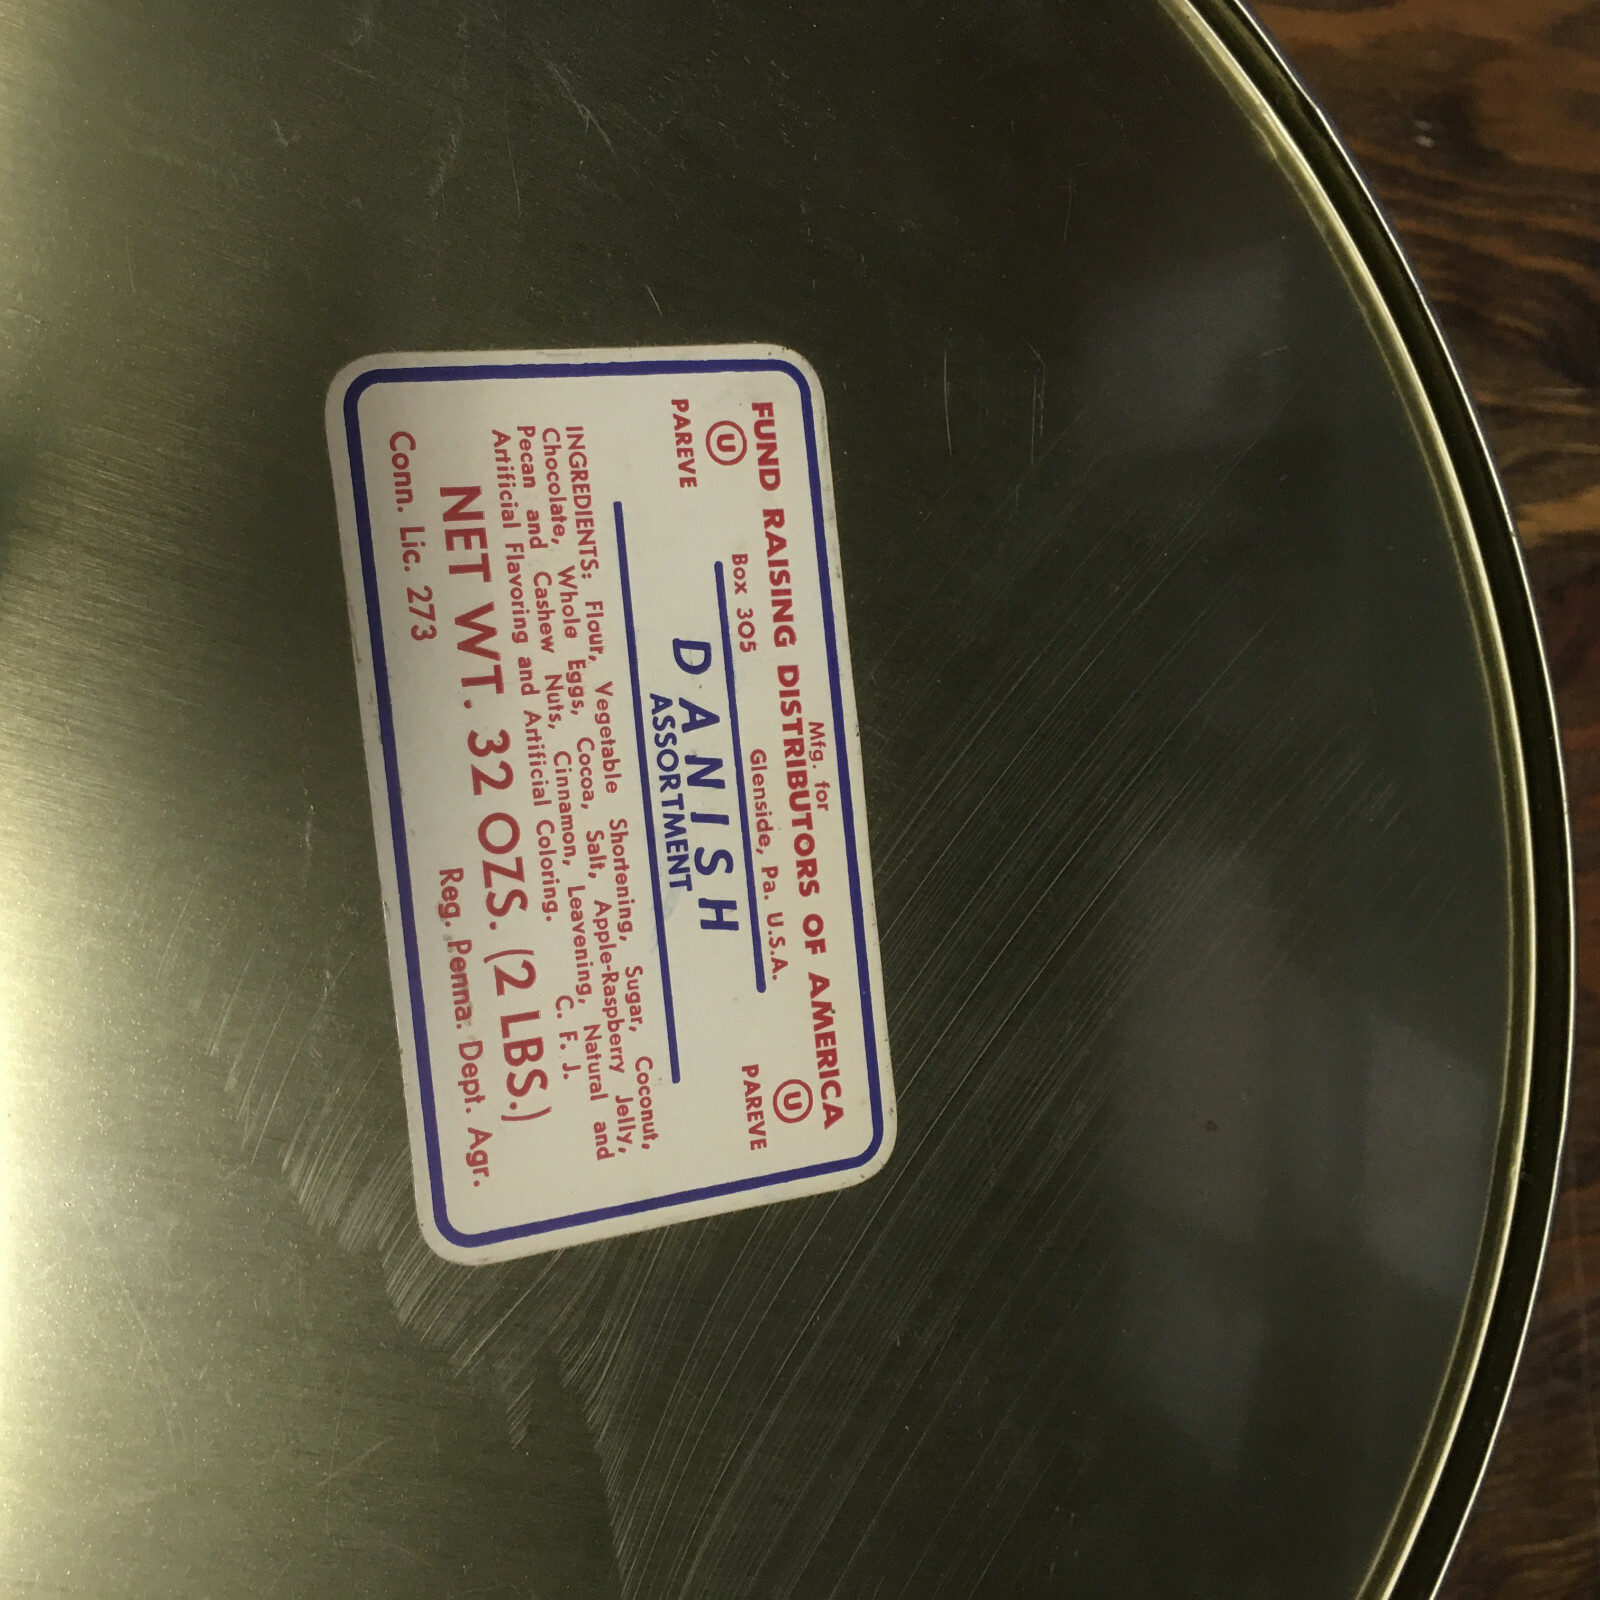 Mfg. for
FUND RAISING DISTRIBUTORS OF AMERICA
Box 305 Glenside, Pa. U.S.A.
U U
PAREVE PAREVE
DANISH
ASSORTMENT
INGREDIENTS: Flour, Vegetable Shortening, Sugar, Coconut,
Chocolate, Whole Eggs, Cocoa, Salt, Apple-Raspberry Jelly,
Pecan and Cashew Nuts, Cinnamon, Leavening, Natural and
Artificial Flavoring and Artificial Coloring. C. F. J.
NET WT. 32 OZS. (2 LBS.)
Conn. Lic. 273 Reg. Penna. Dept. Agr.